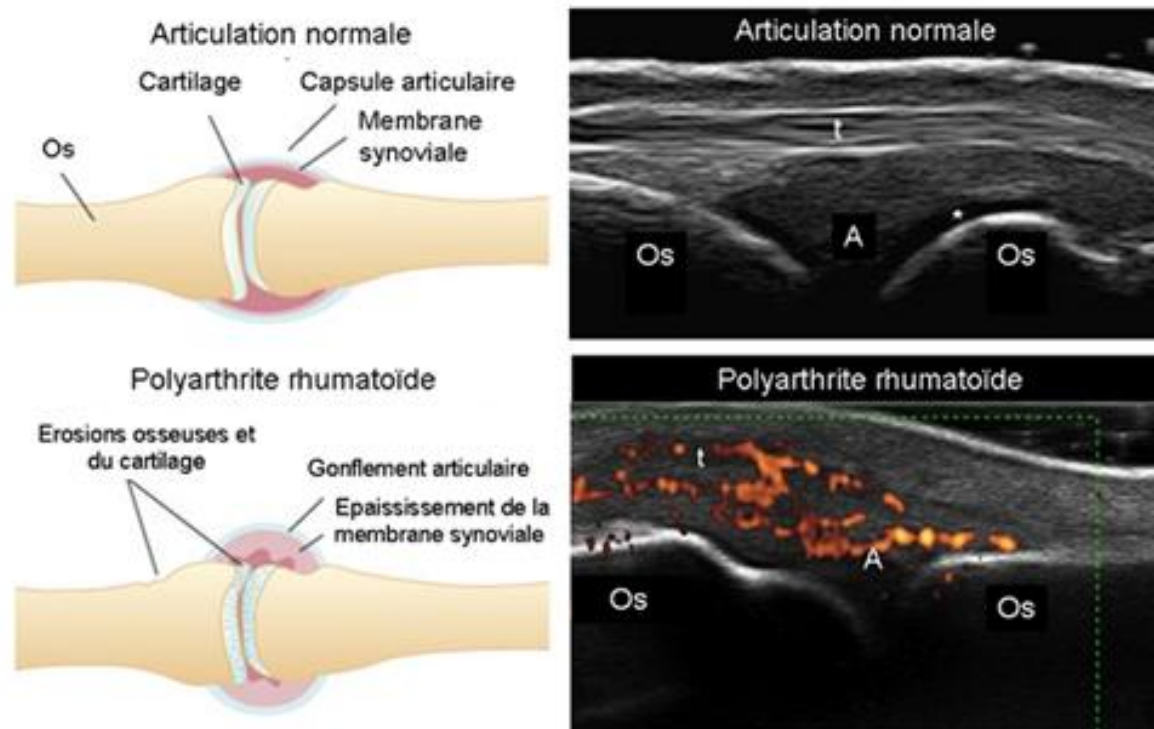 Articulation normale
Cartilage
Capsule articulaire
Membrane
synoviale
Os
Articulation normale
t
A
*
Os
Os
Polyarthrite rhumatoïde
Erosions osseuses et
du cartilage
Gonflement articulaire
Epaississement de la
membrane synoviale
Polyarthrite rhumatoïde
t
A
Os
Os